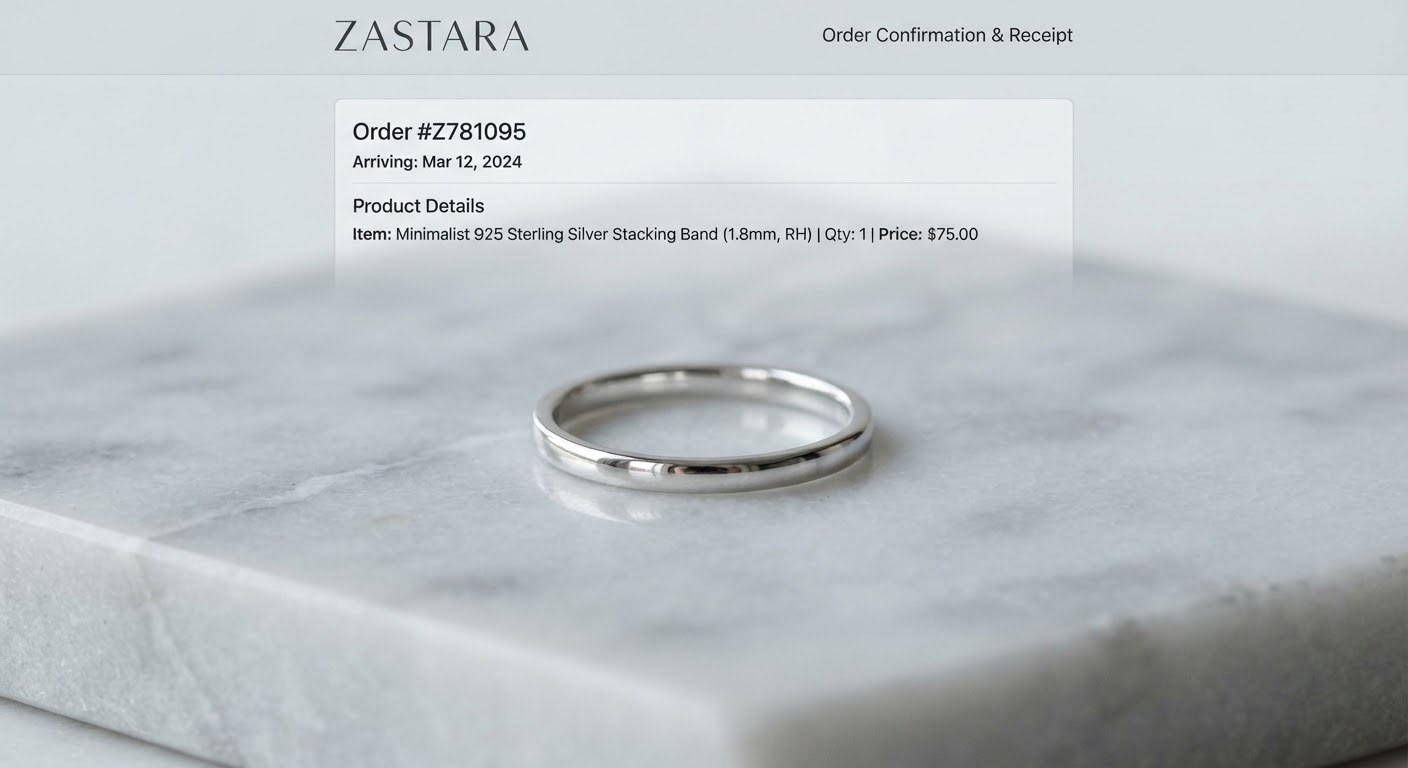 ZASTARA
Order Confirmation & Receipt
Order #Z781095
Arriving: Mar 12, 2024
Product Details
Item: Minimalist 925 Sterling Silver Stacking Band (1.8mm, RH) | Qty: 1 | Price: $75.00